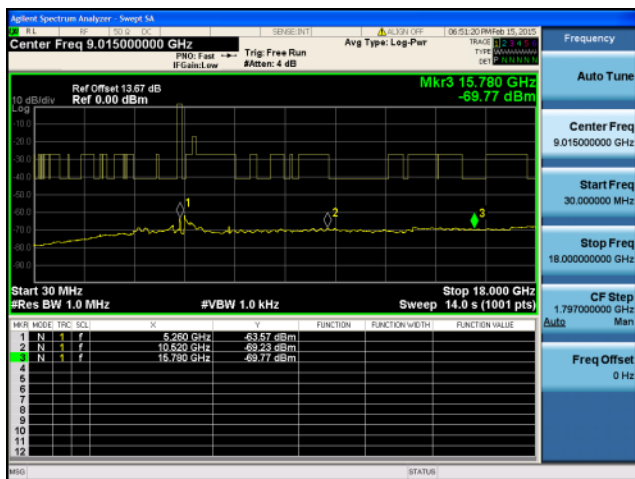 Agilent Spectrum Analyzer - Swept SA
RL RF 50 Ω DC SENSE:INT ALIGN OFF 06:51:20 PM Feb 15, 2015
Center Freq 9.015000000 GHz
PNO: Fast Trig: Free Run
IFGain:Low #Atten: 4 dB
Avg Type: Log-Pwr
TRACE 1 2 3 4 5 6
TYPE
DET P N N N N N
Ref Offset 13.67 dB
10 dB/div Ref 0.00 dBm
Log
Mkr3 15.780 GHz
-69.77 dBm
-10.0
-20.0
-30.0
-40.0
-50.0
-60.0
-70.0
-80.0
-90.0
1
2
3
Start 30 MHz Stop 18.000 GHz
#Res BW 1.0 MHz #VBW 1.0 kHz Sweep 14.0 s (1001 pts)
MKR MODE TRC SCL X Y FUNCTION FUNCTION WIDTH FUNCTION VALUE
1 N 1 f 5.260 GHz -63.57 dBm
2 N 1 f 10.520 GHz -69.23 dBm
3 N 1 f 15.780 GHz -69.77 dBm
4
5
6
7
8
9
10
11
12
MSG STATUS
Frequency
Auto Tune
Center Freq
9.015000000 GHz
Start Freq
30.000000 MHz
Stop Freq
18.000000000 GHz
CF Step
1.797000000 GHz
Auto Man
Freq Offset
0 Hz